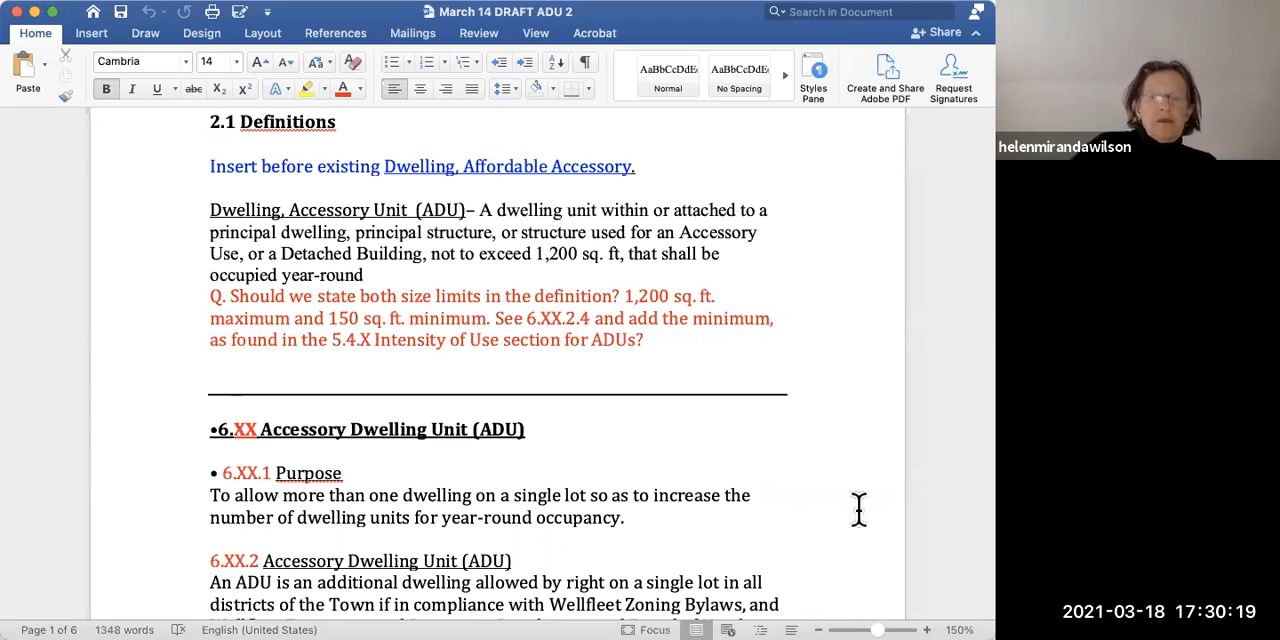 March 14 DRAFT ADU 2
Search in Document
Home Insert Draw Design Layout References Mailings Review View Acrobat
Share
Cambria 14
Paste
AaBbCcDdE AaBbCcDdE
Normal No Spacing
Styles Pane
Create and Share Adobe PDF
Request Signatures
helenmirandawilson
2.1 Definitions
Insert before existing Dwelling, Affordable Accessory.
Dwelling, Accessory Unit (ADU)– A dwelling unit within or attached to a
principal dwelling, principal structure, or structure used for an Accessory
Use, or a Detached Building, not to exceed 1,200 sq. ft, that shall be
occupied year-round
Q. Should we state both size limits in the definition? 1,200 sq. ft.
maximum and 150 sq. ft. minimum. See 6.XX.2.4 and add the minimum,
as found in the 5.4.X Intensity of Use section for ADUs?
•6.XX Accessory Dwelling Unit (ADU)
• 6.XX.1 Purpose
To allow more than one dwelling on a single lot so as to increase the
number of dwelling units for year-round occupancy.
6.XX.2 Accessory Dwelling Unit (ADU)
An ADU is an additional dwelling allowed by right on a single lot in all
districts of the Town if in compliance with Wellfleet Zoning Bylaws, and
2021-03-18 17:30:19
Page 1 of 6 1348 words English (United States) Focus 150%